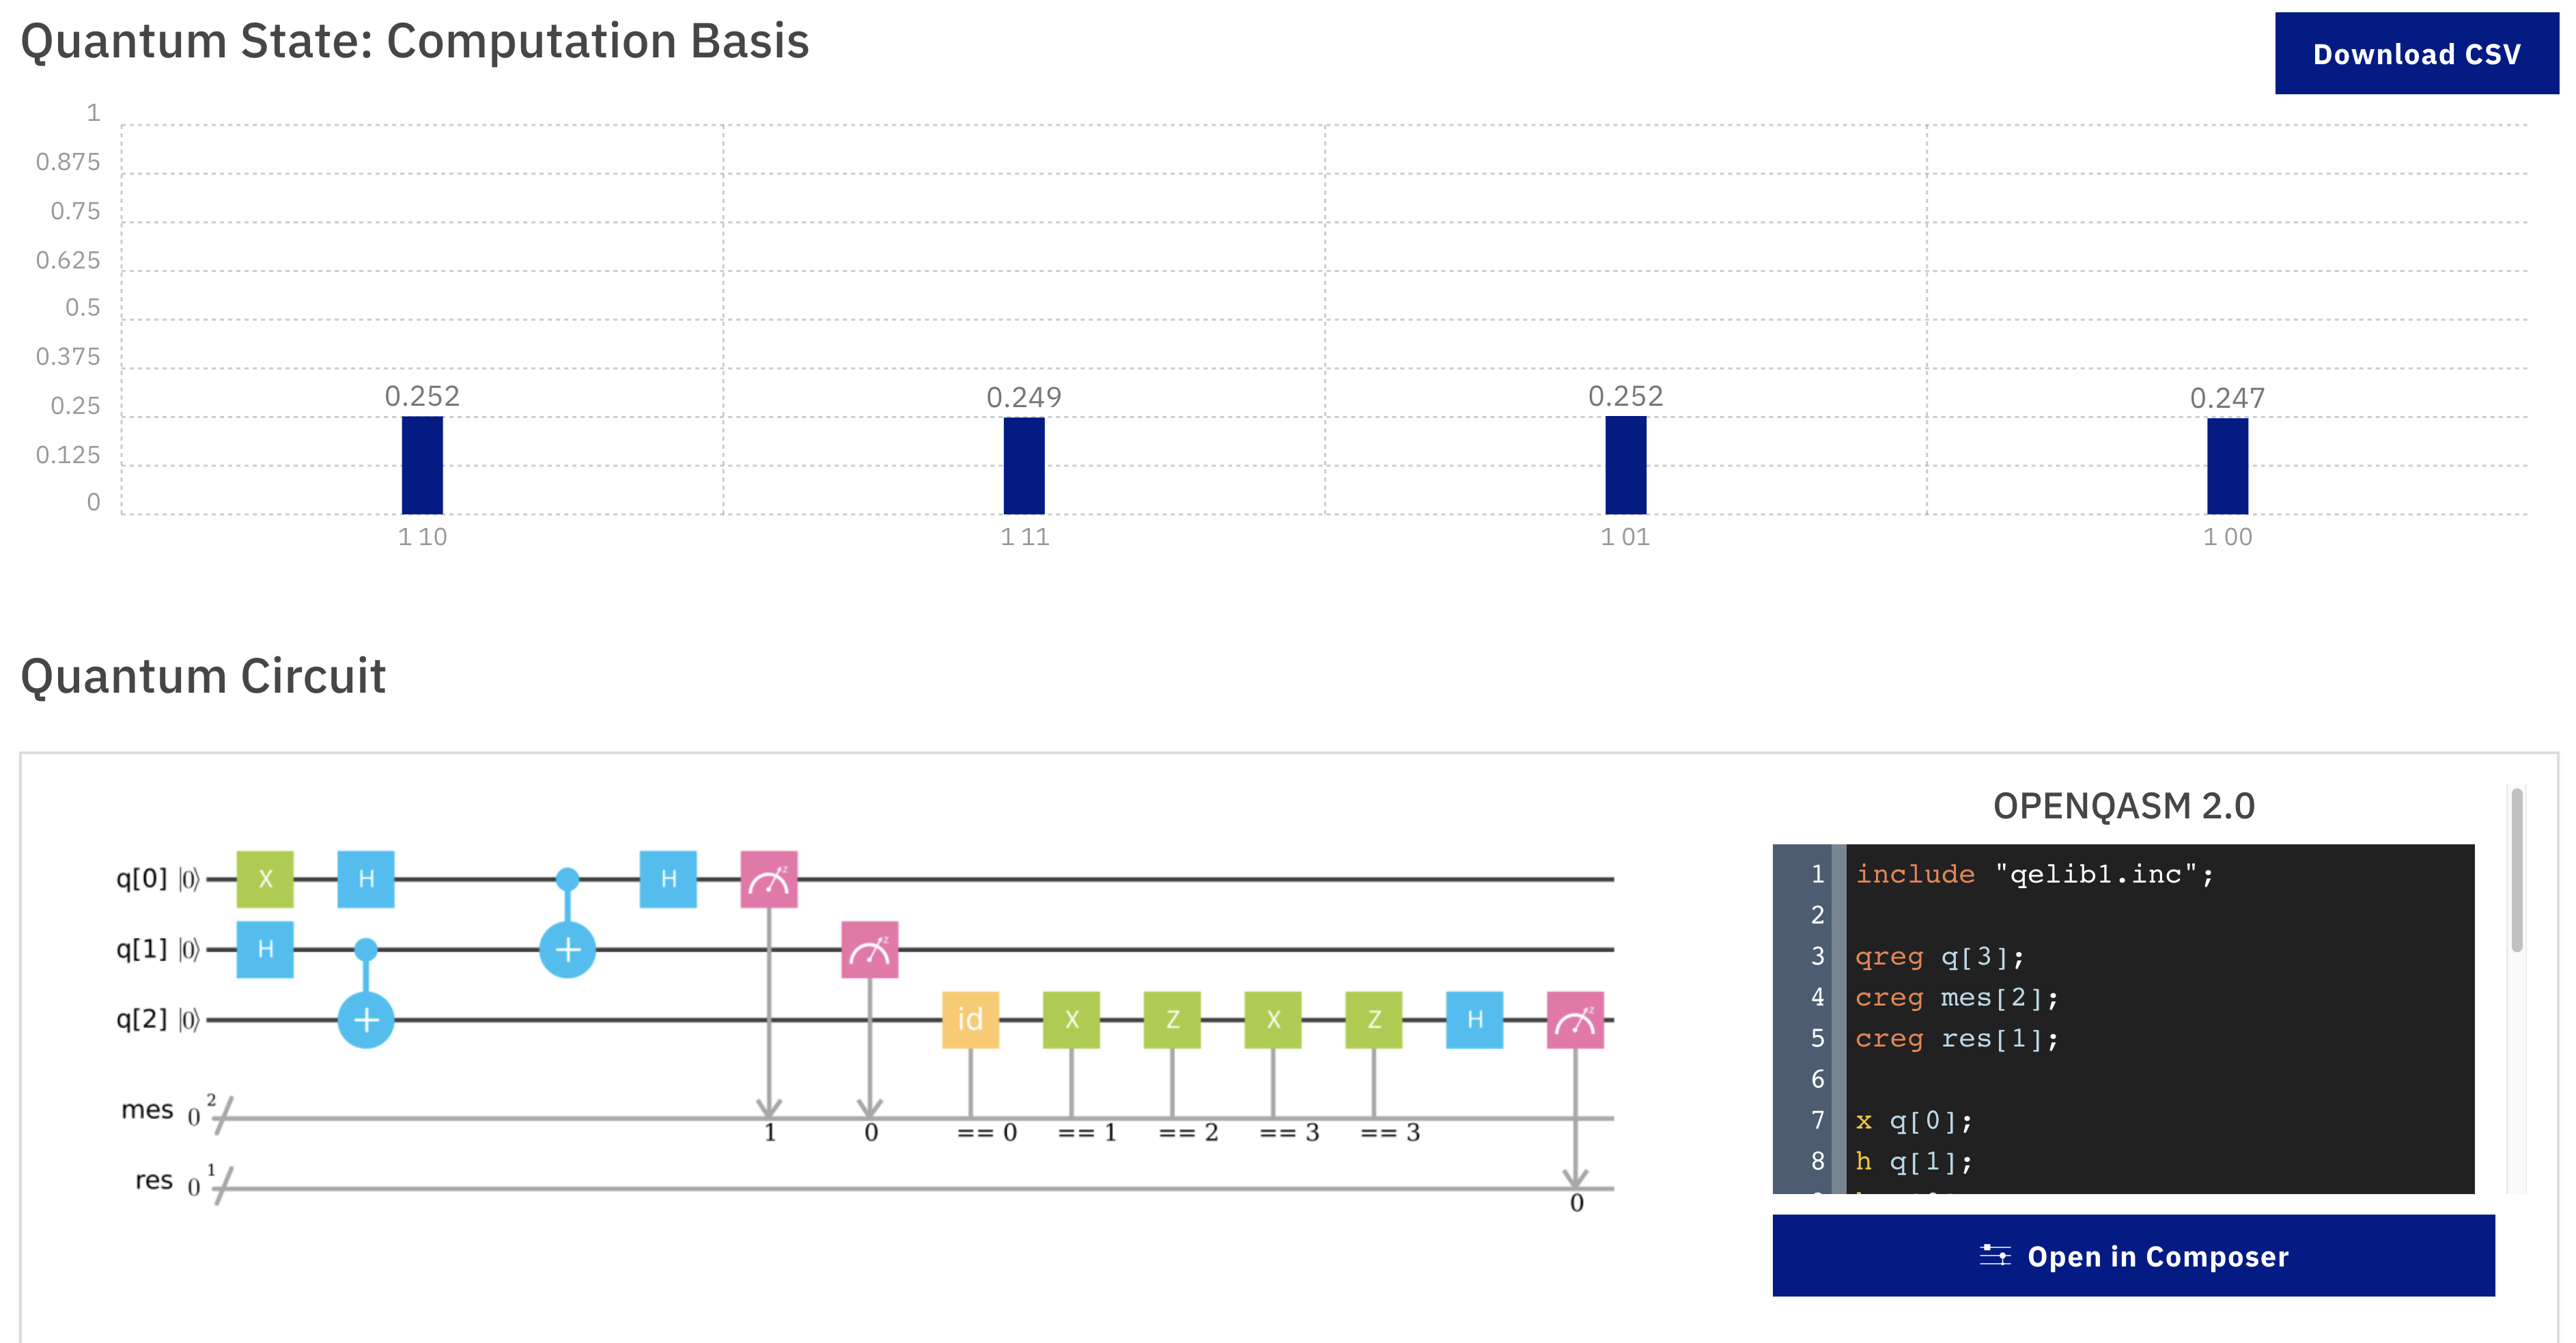 Quantum State: Computation Basis
Download CSV
1
0.875
0.75
0.625
0.5
0.375
0.25
0.125
0
0.252
0.249
0.252
0.247
1 10
1 11
1 01
1 00
Quantum Circuit
q[0] |0⟩ X H H z
q[1] |0⟩ H z
q[2] |0⟩ id X Z X Z H z
mes 0 2
1 0 == 0 == 1 == 2 == 3 == 3
res 0 1
0
OPENQASM 2.0
1 include "qelib1.inc";
2
3 qreg q[3];
4 creg mes[2];
5 creg res[1];
6
7 x q[0];
8 h q[1];
Open in Composer